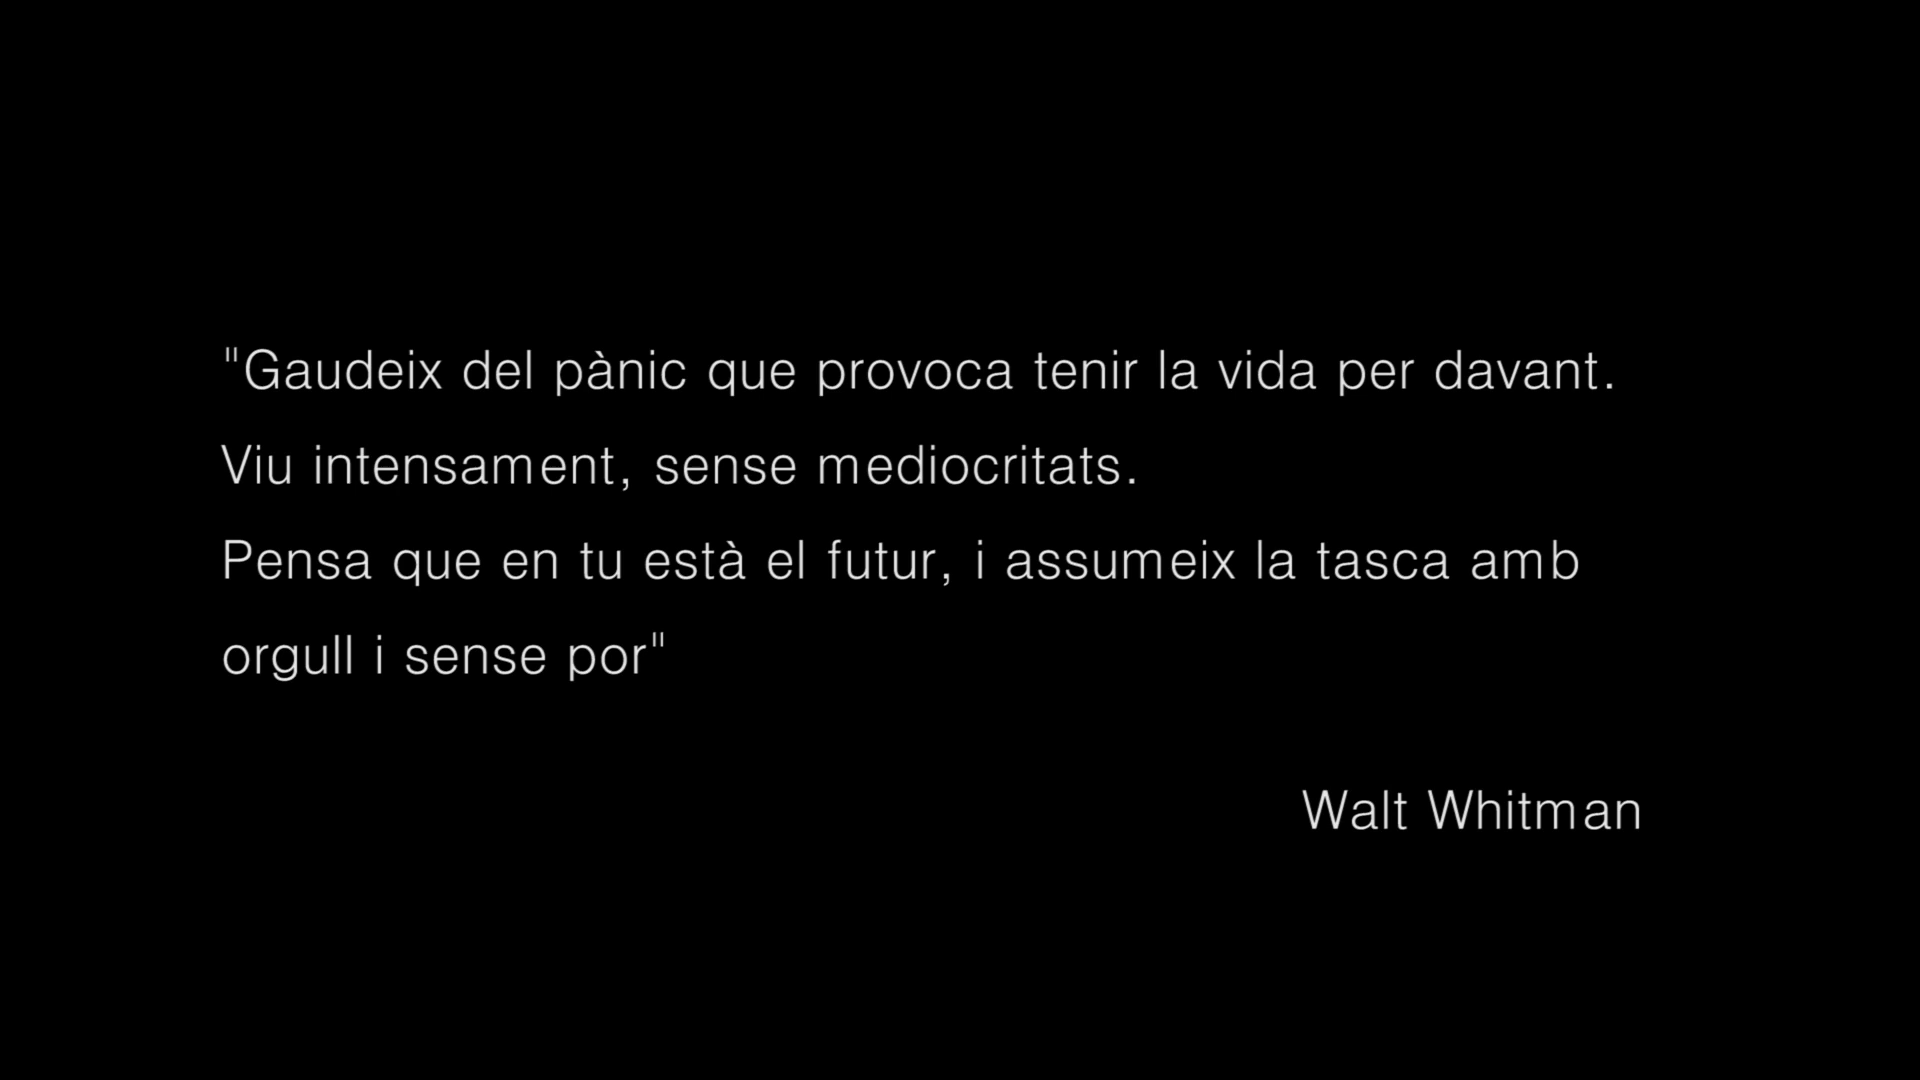 "Gaudeix del pànic que provoca tenir la vida per davant.
Viu intensament, sense mediocritats.
Pensa que en tu està el futur, i assumeix la tasca amb
orgull i sense por"
Walt Whitman